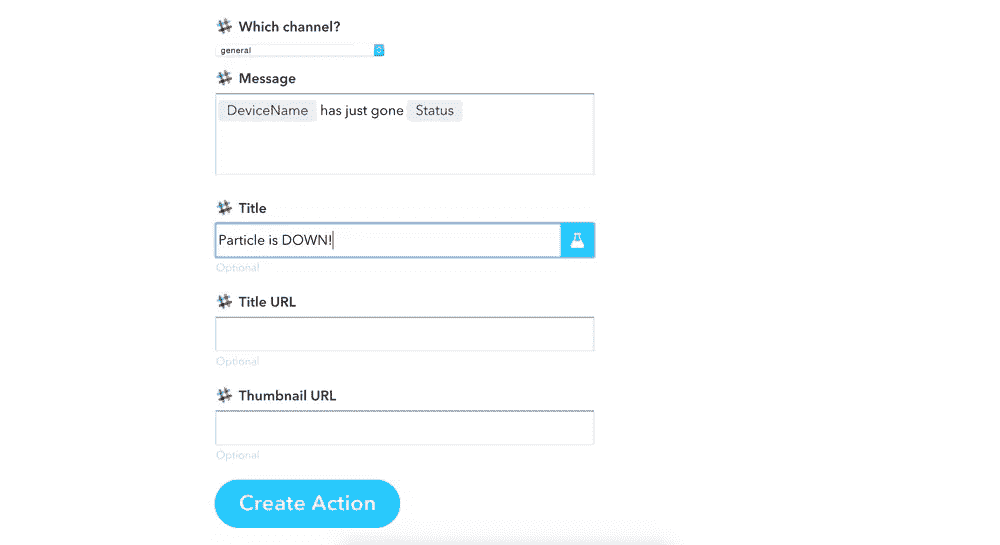 Which channel?
general
Message
DeviceName has just gone Status
Title
Particle is DOWN!
Optional
Title URL
Optional
Thumbnail URL
Optional
Create Action